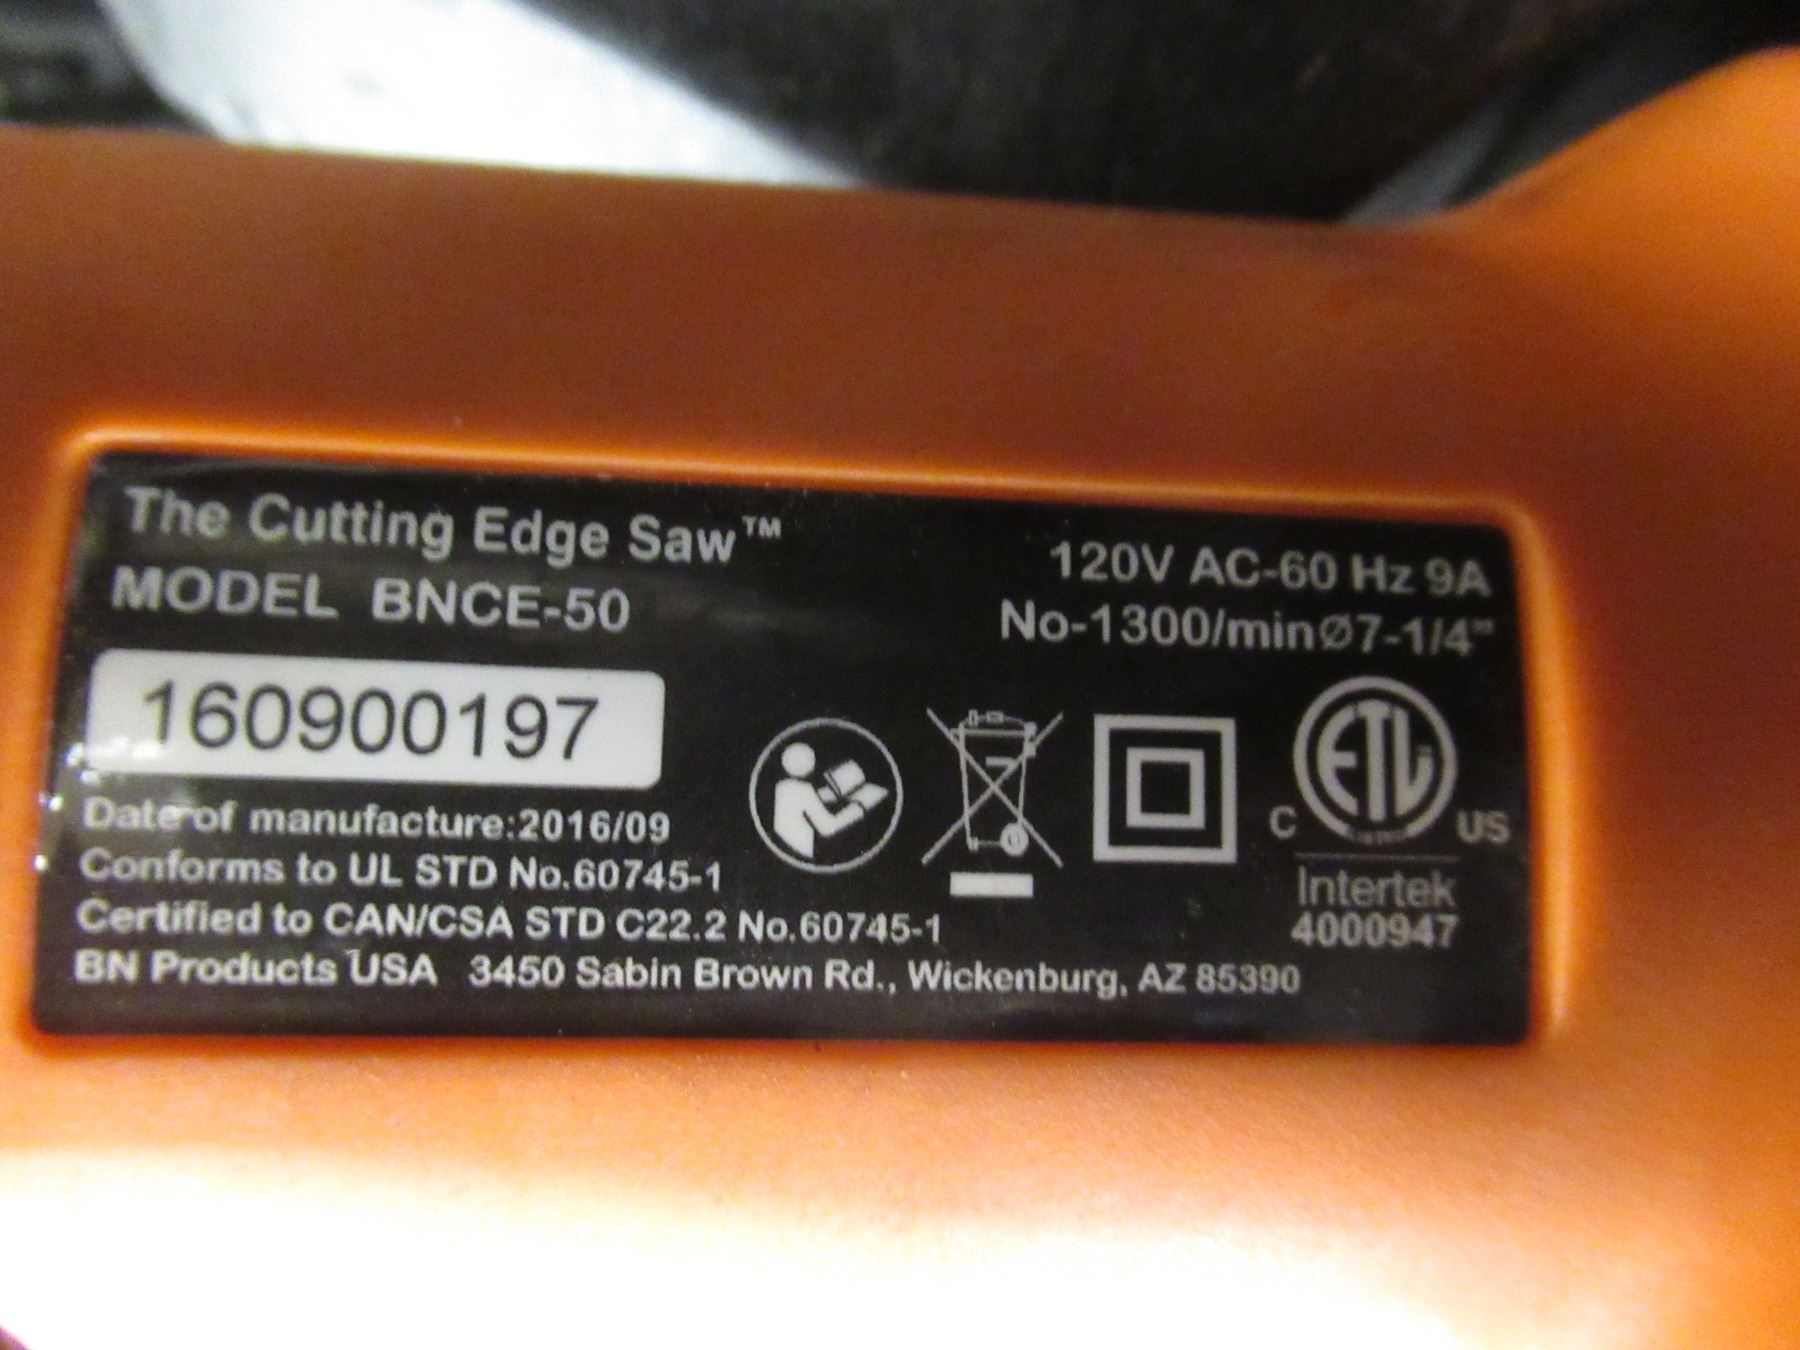 The Cutting Edge Saw™
MODEL BNCE-50
120V AC-60 Hz 9A
No-1300/minØ7-1/4"
160900197
Date of manufacture:2016/09
Conforms to UL STD No.60745-1
Certified to CAN/CSA STD C22.2 No.60745-1
BN Products USA 3450 Sabin Brown Rd., Wickenburg, AZ 85390
ETL
C US
Intertek
4000947